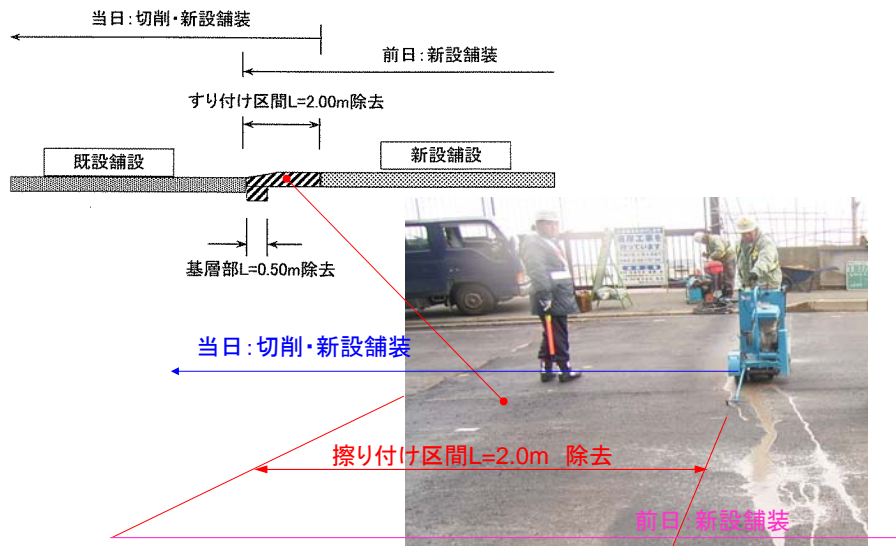 当日:切削・新設舗装
前日:新設舗装
すり付け区間L=2.00m除去
既設舗設
新設舗設
基層部L=0.50m除去
当日:切削・新設舗装
擦り付け区間L=2.0m 除去
前日:新設舗装